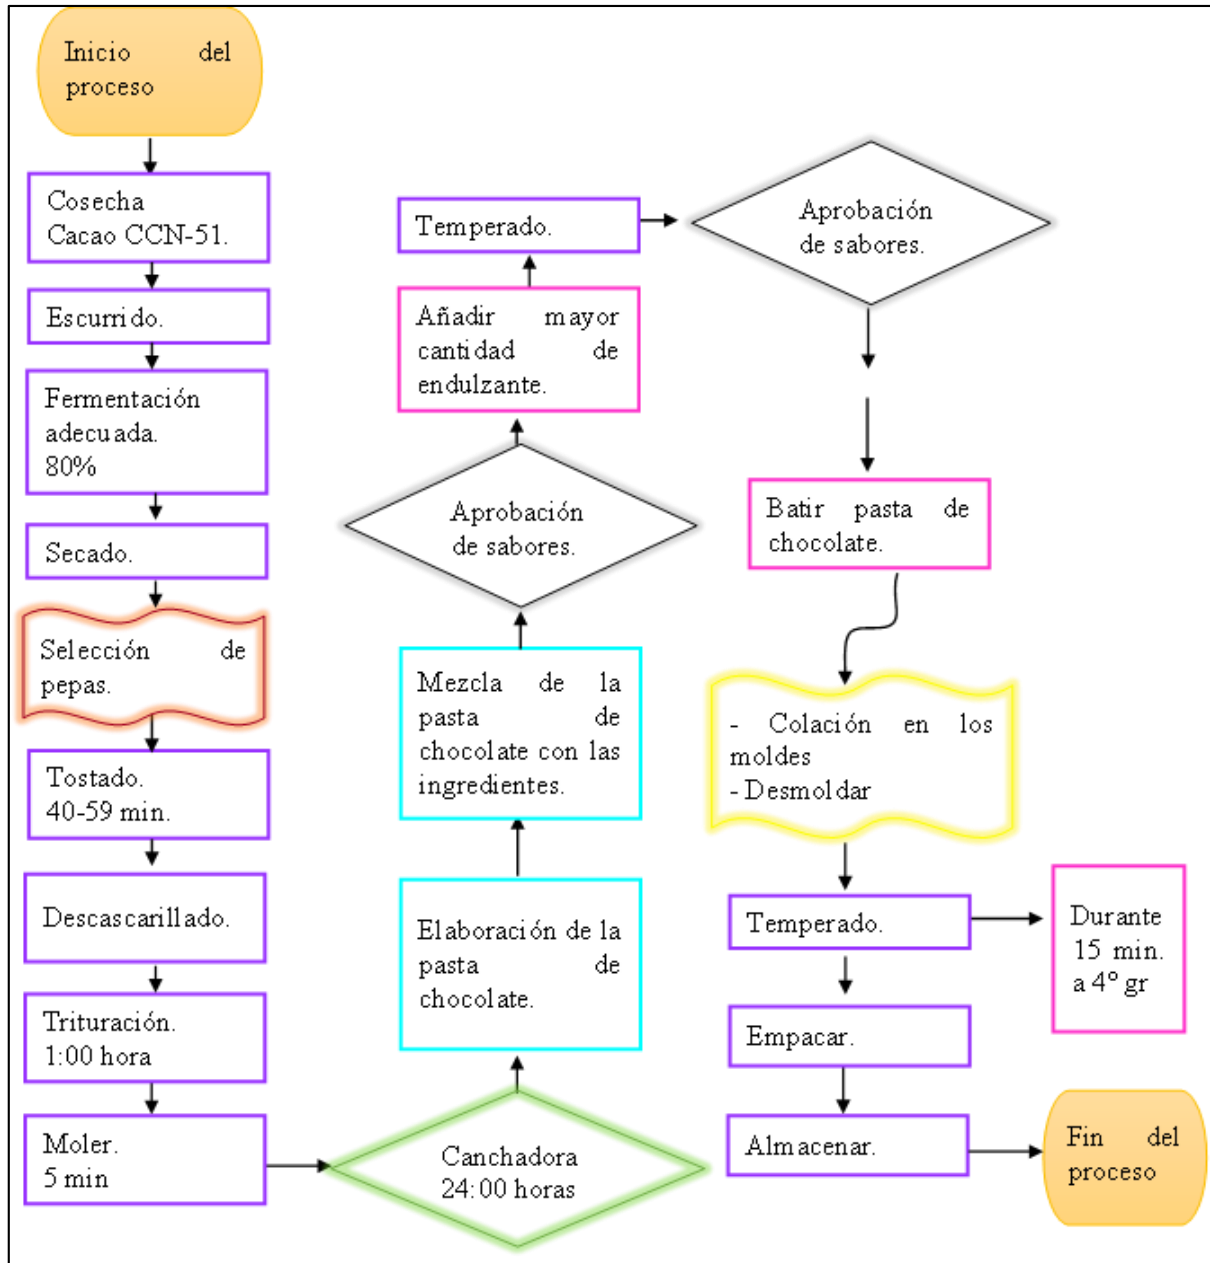 Inicio del
proceso
Cosecha
Cacao CCN-51.
Escurrido.
Fermentación
adecuada.
80%
Secado.
Selección de
pepas.
Tostado.
40-59 min.
Descascarillado.
Trituración.
1:00 hora
Moler.
5 min
Canchadora
24:00 horas
Elaboración de la
pasta de
chocolate.
Mezcla de la
pasta de
chocolate con las
ingredientes.
Aprobación
de sabores.
Añadir mayor
cantidad de
endulzante.
Temperado.
Aprobación
de sabores.
Batir pasta de
chocolate.
- Colación en los
moldes
- Desmoldar
Temperado.
Durante
15 min.
a 4º gr
Empacar.
Almacenar.
Fin del
proceso